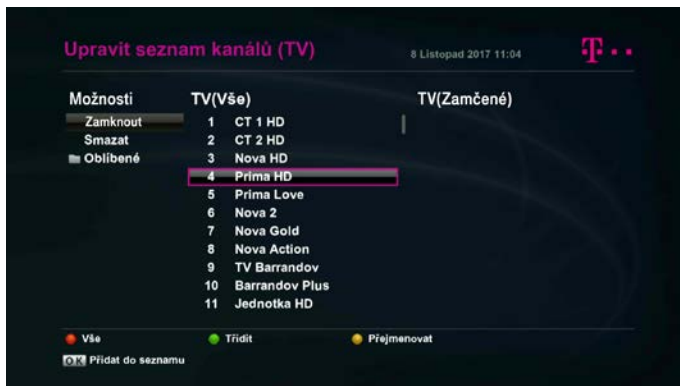 Upravit seznam kanálů (TV)
8 Listopad 2017 11:04
T
Možnosti
Zamknout
Smazat
Oblíbené
TV(Vše)
1 CT 1 HD
2 CT 2 HD
3 Nova HD
4 Prima HD
5 Prima Love
6 Nova 2
7 Nova Gold
8 Nova Action
9 TV Barrandov
10 Barrandov Plus
11 Jednotka HD
TV(Zamčené)
Vše
Třídit
Přejmenovat
OK Přidat do seznamu